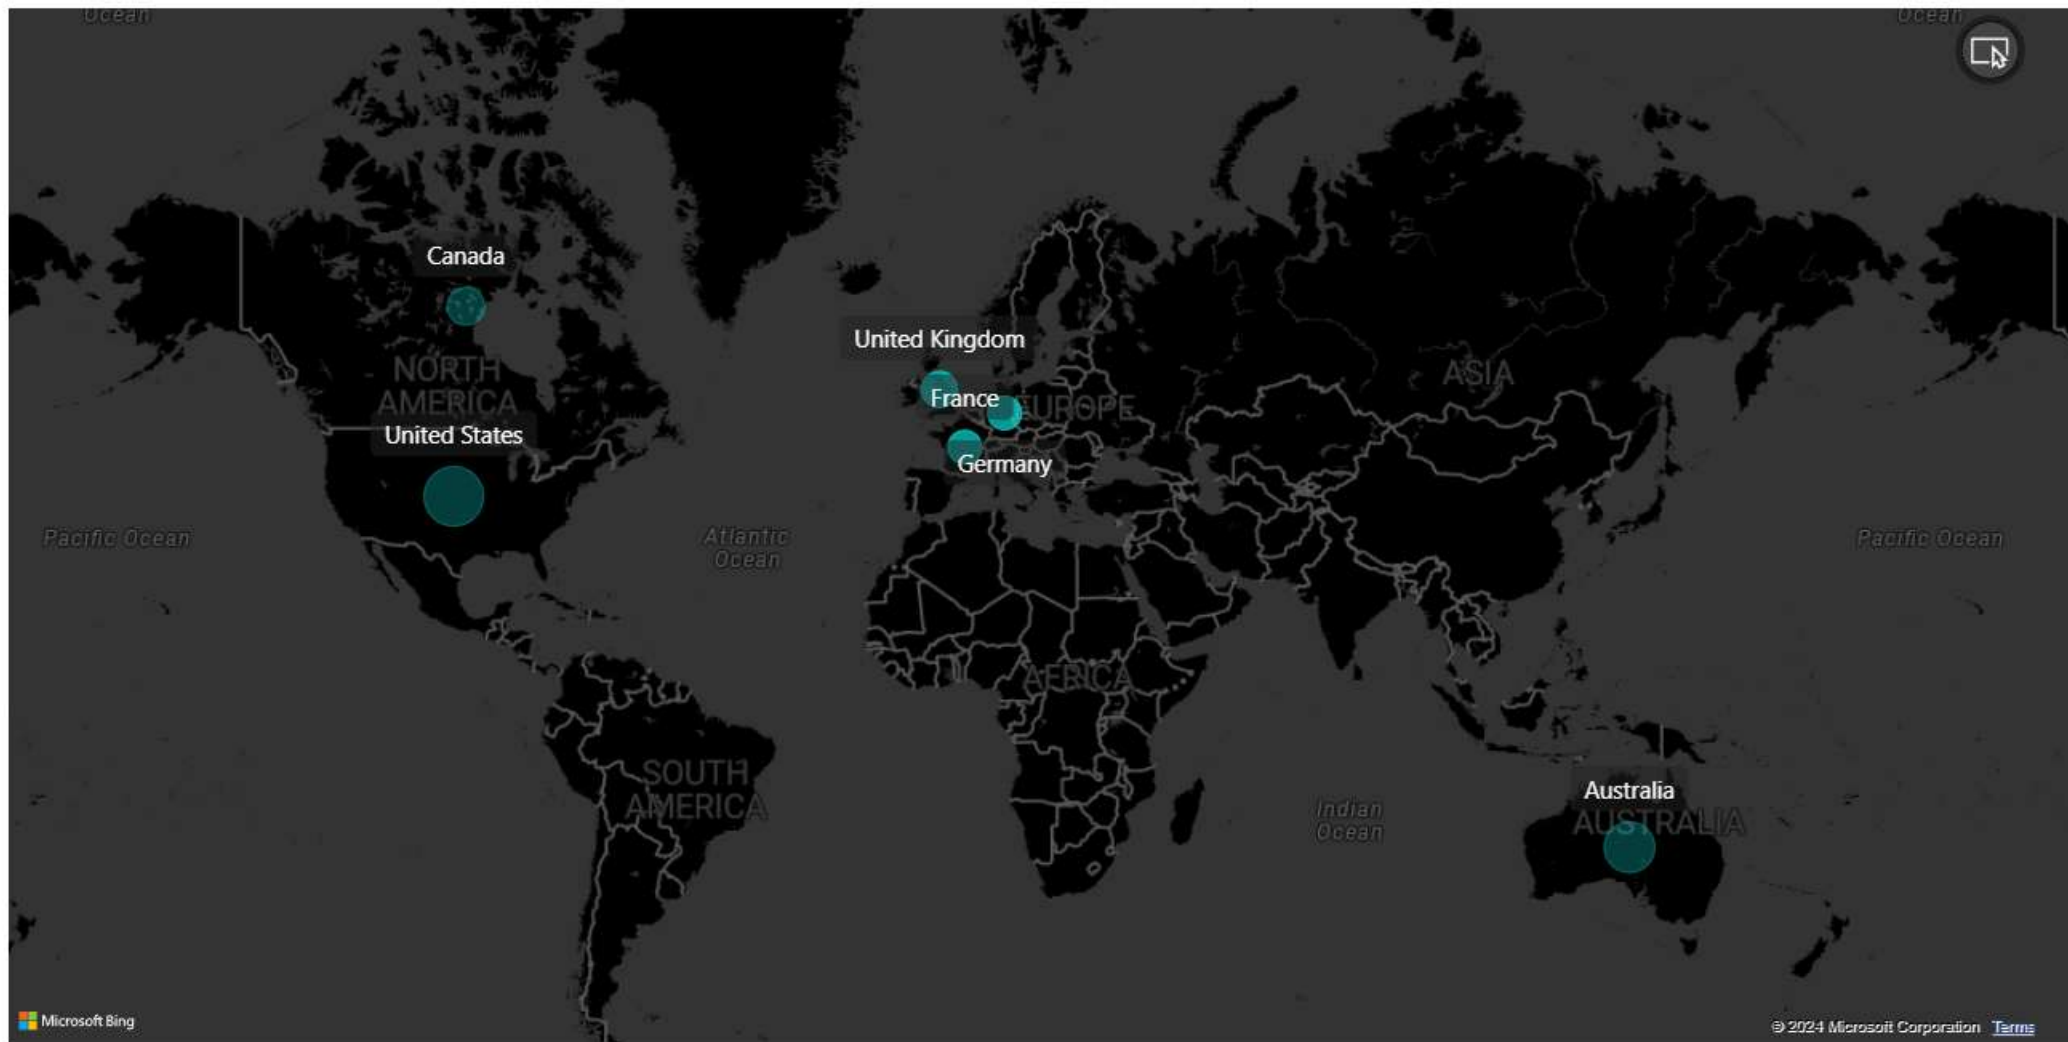 Ocean
Ocean
Canada
United Kingdom
NORTH
AMERICA
ASIA
France
EUROPE
United States
Germany
Pacific Ocean
Atlantic
Ocean
Pacific Ocean
AFRICA
SOUTH
AMERICA
Australia
Indian
Ocean
AUSTRALIA
Microsoft Bing
© 2024 Microsoft Corporation Terms